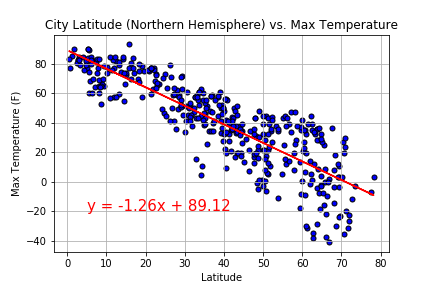 City Latitude (Northern Hemisphere) vs. Max Temperature
Max Temperature (F)
80
60
40
20
0
−20
−40
y = -1.26x + 89.12
0 10 20 30 40 50 60 70 80
Latitude